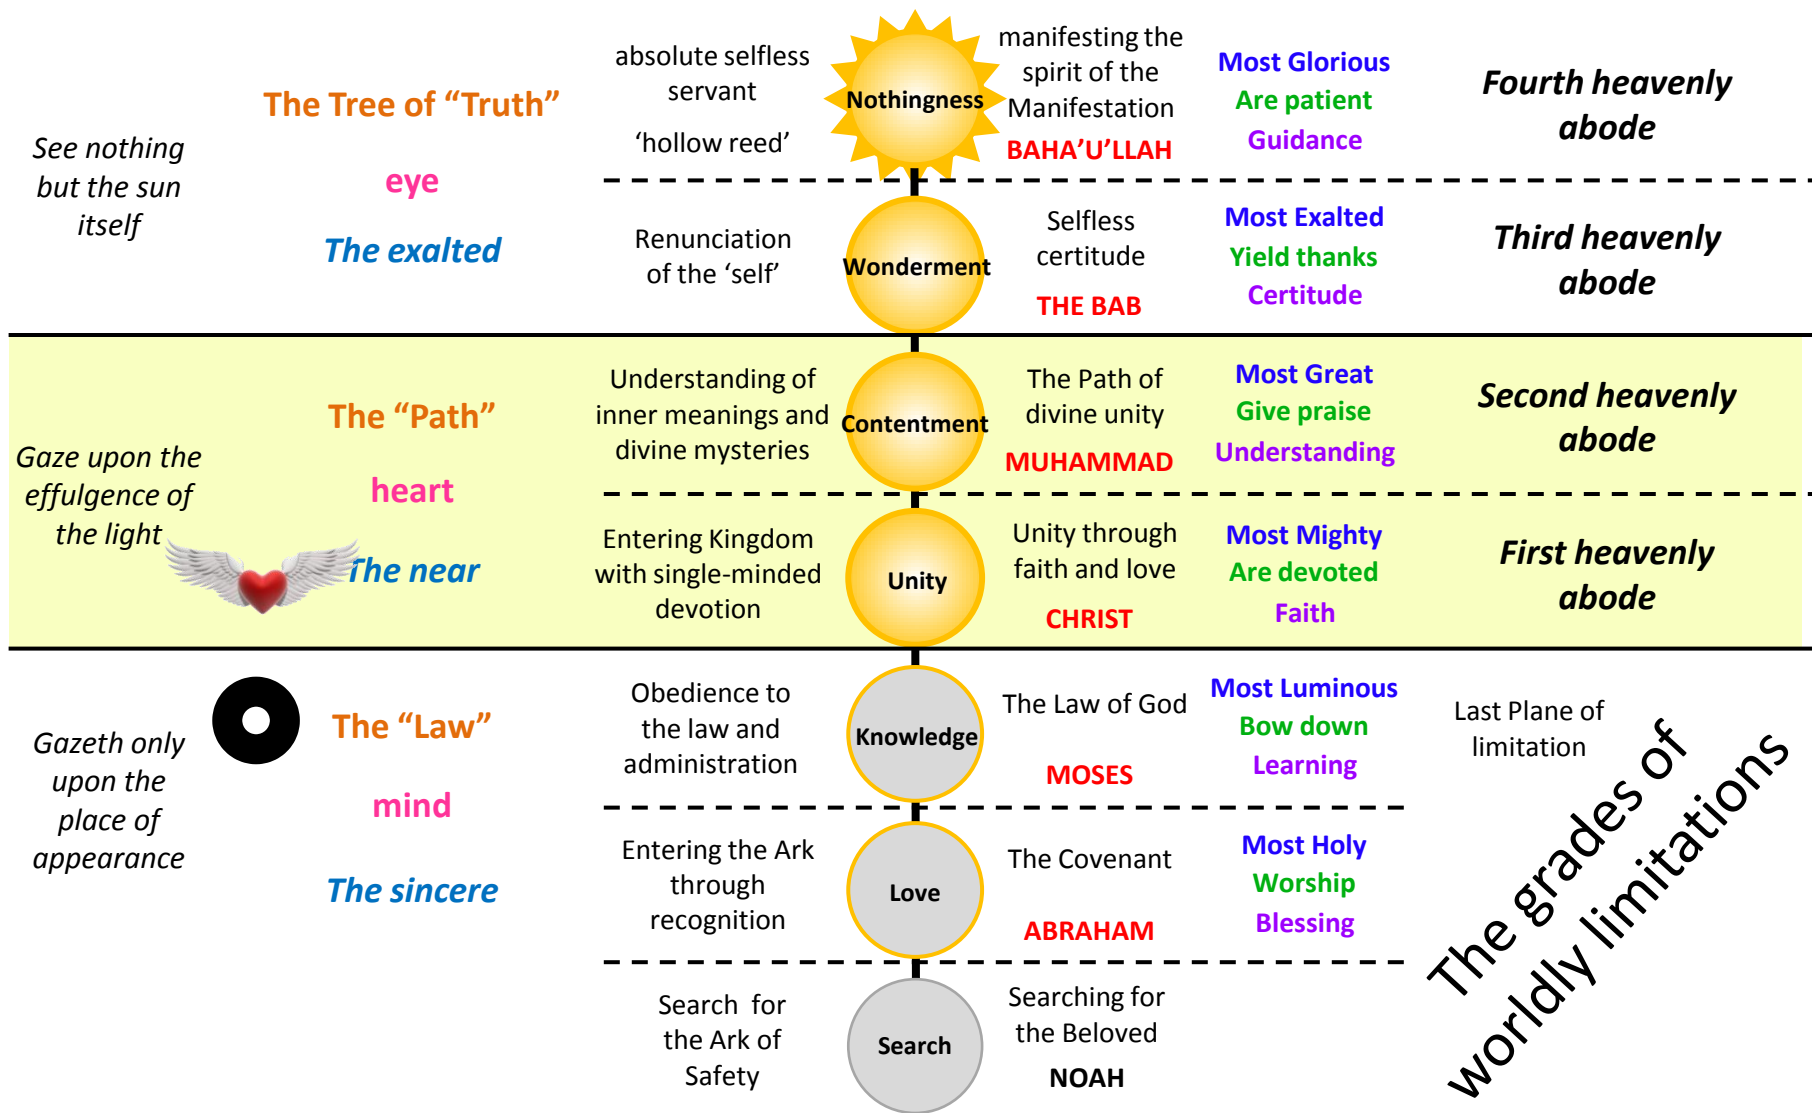 See nothing
but the sun
itself
The Tree of “Truth”
eye
The exalted
absolute selfless
servant
‘hollow reed’
Nothingness
manifesting the
spirit of the
Manifestation
BAHA’U’LLAH
Most Glorious
Are patient
Guidance
Fourth heavenly
abode
Renunciation
of the ‘self’
Wonderment
Selfless
certitude
THE BAB
Most Exalted
Yield thanks
Certitude
Third heavenly
abode
Gaze upon the
effulgence of
the light
The “Path”
heart
The near
Understanding of
inner meanings and
divine mysteries
Contentment
The Path of
divine unity
MUHAMMAD
Most Great
Give praise
Understanding
Second heavenly
abode
Entering Kingdom
with single-minded
devotion
Unity
Unity through
faith and love
CHRIST
Most Mighty
Are devoted
Faith
First heavenly
abode
Gazeth only
upon the
place of
appearance
The “Law”
mind
The sincere
Obedience to
the law and
administration
Knowledge
The Law of God
MOSES
Most Luminous
Bow down
Learning
Last Plane of
limitation
Entering the Ark
through
recognition
Love
The Covenant
ABRAHAM
Most Holy
Worship
Blessing
The grades of
worldly limitations
Search for
the Ark of
Safety
Search
Searching for
the Beloved
NOAH